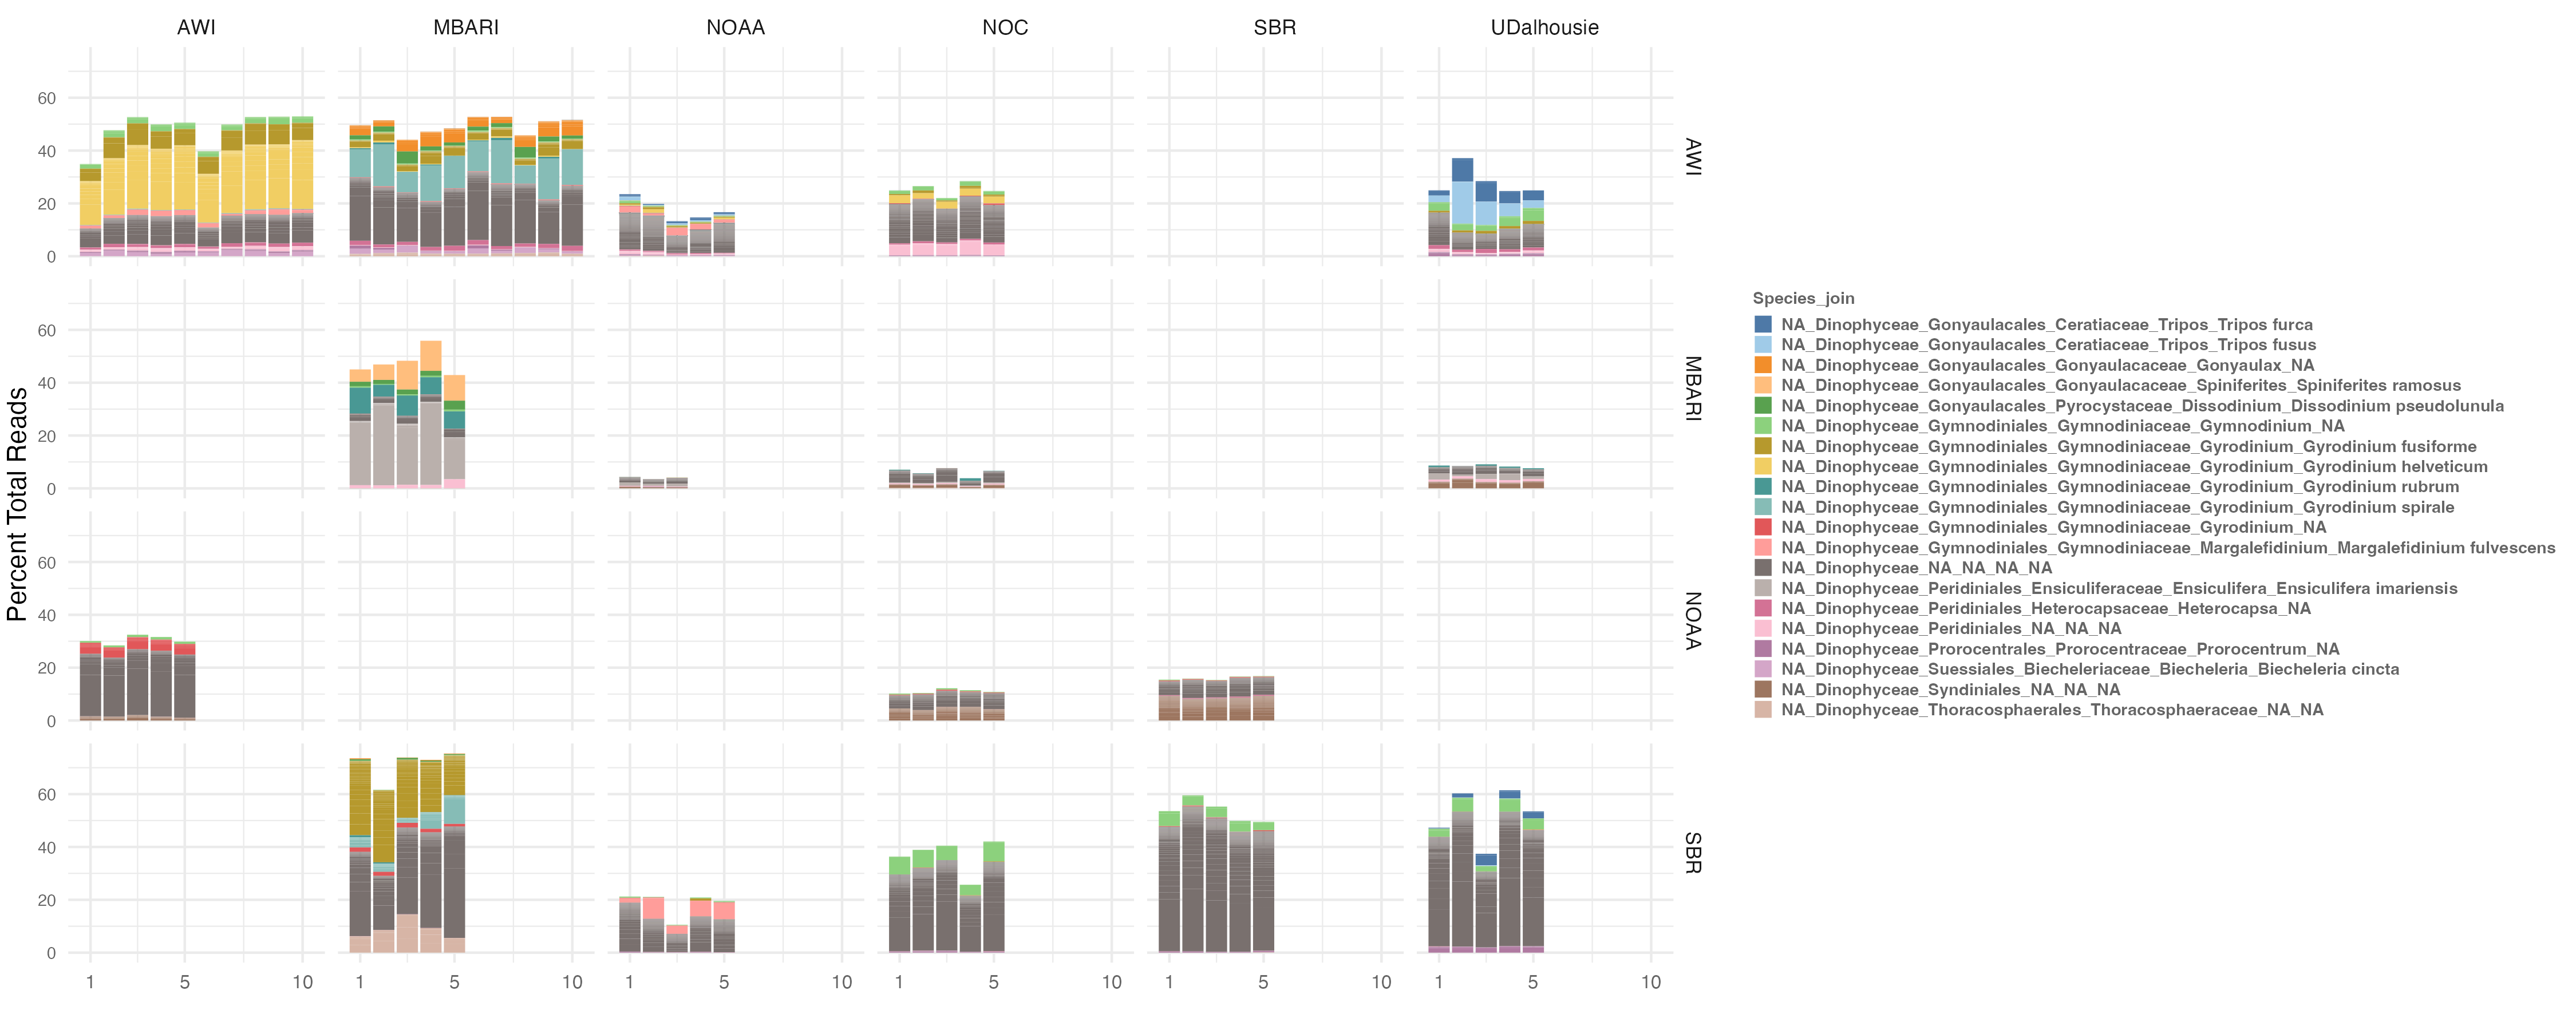 AWI MBARI NOAA NOC SBR UDalhousie
Percent Total Reads
60
40
20
0
AWI
60
40
20
0
MBARI
60
40
20
0
NOAA
60
40
20
0
SBR
1 5 10 1 5 10 1 5 10 1 5 10 1 5 10 1 5 10
Species_join
NA_Dinophyceae_Gonyaulacales_Ceratiaceae_Tripos_Tripos furca
NA_Dinophyceae_Gonyaulacales_Ceratiaceae_Tripos_Tripos fusus
NA_Dinophyceae_Gonyaulacales_Gonyaulacaceae_Gonyaulax_NA
NA_Dinophyceae_Gonyaulacales_Gonyaulacaceae_Spiniferites_Spiniferites ramosus
NA_Dinophyceae_Gonyaulacales_Pyrocystaceae_Dissodinium_Dissodinium pseudolunula
NA_Dinophyceae_Gymnodiniales_Gymnodiniaceae_Gymnodinium_NA
NA_Dinophyceae_Gymnodiniales_Gymnodiniaceae_Gyrodinium_Gyrodinium fusiforme
NA_Dinophyceae_Gymnodiniales_Gymnodiniaceae_Gyrodinium_Gyrodinium helveticum
NA_Dinophyceae_Gymnodiniales_Gymnodiniaceae_Gyrodinium_Gyrodinium rubrum
NA_Dinophyceae_Gymnodiniales_Gymnodiniaceae_Gyrodinium_Gyrodinium spirale
NA_Dinophyceae_Gymnodiniales_Gymnodiniaceae_Gyrodinium_NA
NA_Dinophyceae_Gymnodiniales_Gymnodiniaceae_Margalefidinium_Margalefidinium fulvescens
NA_Dinophyceae_NA_NA_NA_NA
NA_Dinophyceae_Peridiniales_Ensiculiferaceae_Ensiculifera_Ensiculifera imariensis
NA_Dinophyceae_Peridiniales_Heterocapsaceae_Heterocapsa_NA
NA_Dinophyceae_Peridiniales_NA_NA_NA
NA_Dinophyceae_Prorocentrales_Prorocentraceae_Prorocentrum_NA
NA_Dinophyceae_Suessiales_Biecheleriaceae_Biecheleria_Biecheleria cincta
NA_Dinophyceae_Syndiniales_NA_NA_NA
NA_Dinophyceae_Thoracosphaerales_Thoracosphaeraceae_NA_NA